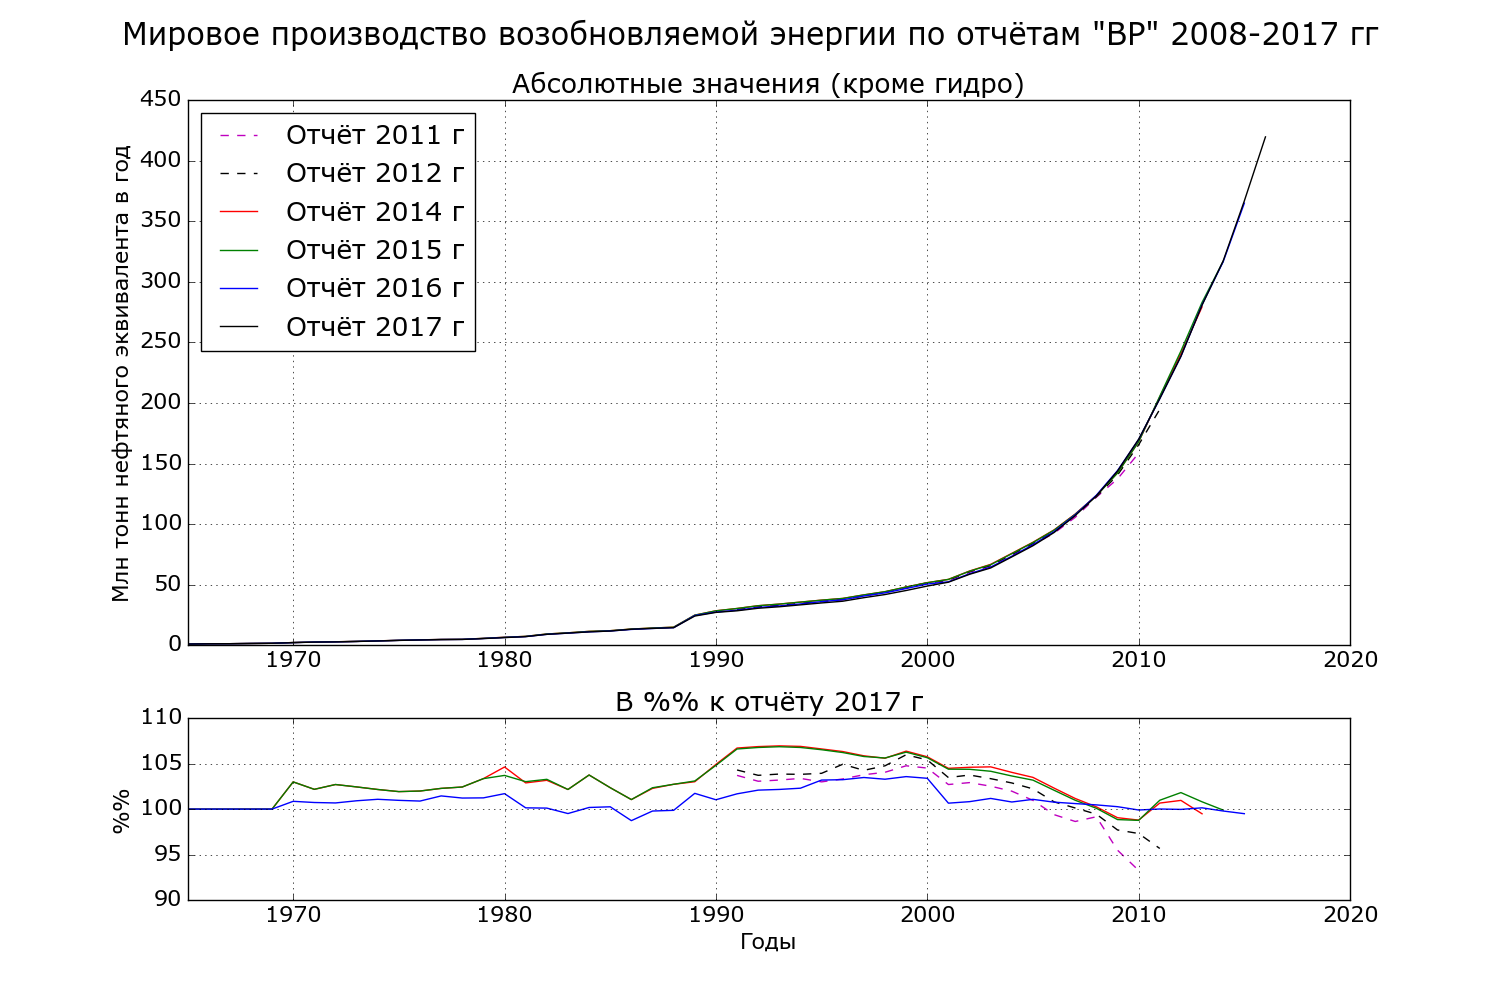 Мировое производство возобновляемой энергии по отчётам "BP" 2008-2017 гг
Абсолютные значения (кроме гидро)
Млн тонн нефтяного эквивалента в год
450
400
350
300
250
200
150
100
50
0
Отчёт 2011 г
Отчёт 2012 г
Отчёт 2014 г
Отчёт 2015 г
Отчёт 2016 г
Отчёт 2017 г
1970 1980 1990 2000 2010 2020
В %% к отчёту 2017 г
%%
110
105
100
95
90
1970 1980 1990 2000 2010 2020
Годы